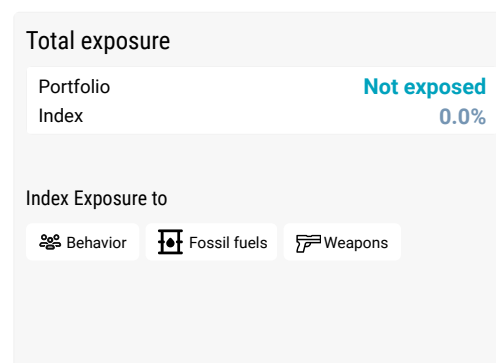 Total exposure
Portfolio Not exposed
Index 0.0%
Index Exposure to
Behavior Fossil fuels Weapons